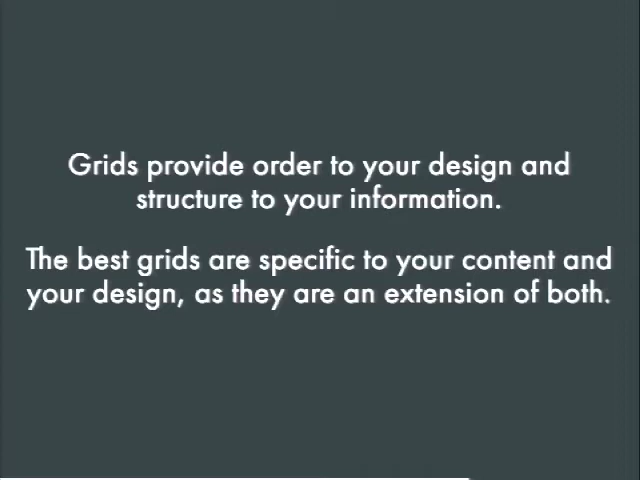 Grids provide order to your design and
structure to your information.
The best grids are specific to your content and
your design, as they are an extension of both.